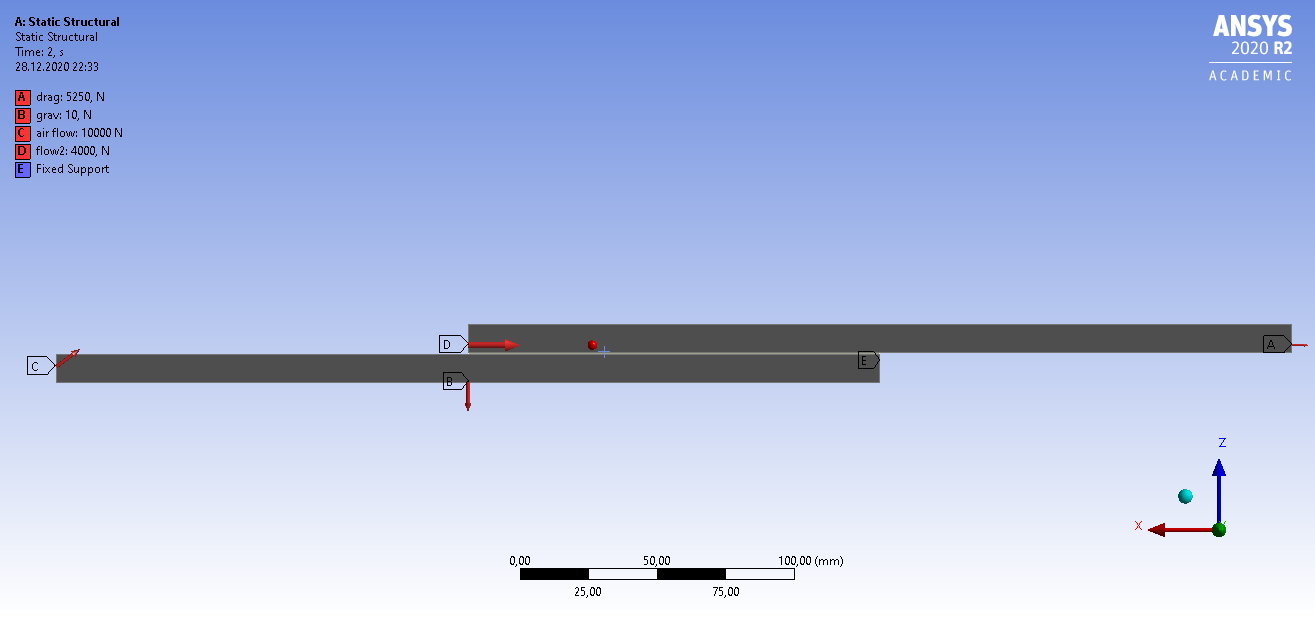 A: Static Structural
Static Structural
Time: 2, s
28.12.2020 22:33
A drag: 5250, N
B grav: 10, N
C air flow: 10000 N
D flow2: 4000, N
E Fixed Support
ANSYS
2020 R2
ACADEMIC
D
A
C
E
B
Z
X
0,00 50,00 100,00 (mm)
25,00 75,00